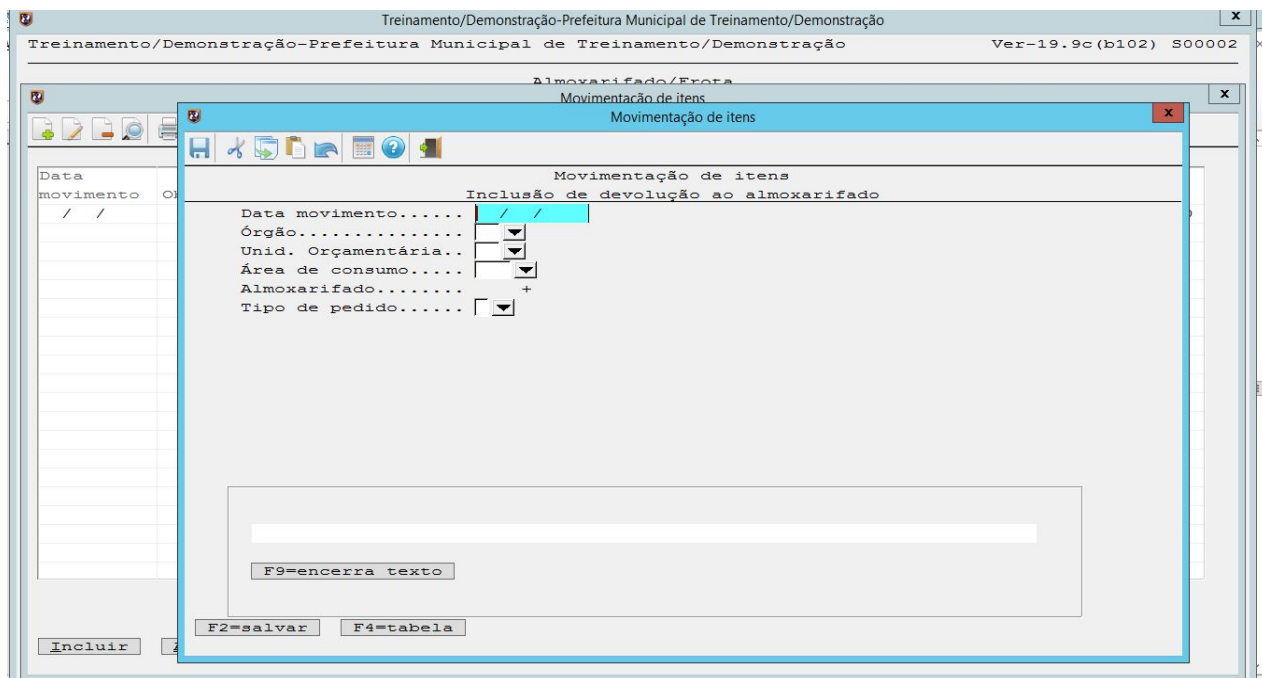 Treinamento/Demonstração-Prefeitura Municipal de Treinamento/Demonstração
Treinamento/Demonstração-Prefeitura Municipal de Treinamento/Demonstração Ver-19.9c(b102) S00002
Almoxarifado/Frota
Movimentação de itens
Movimentação de itens
Data
movimento
/ /
Movimentação de itens
Inclusão de devolução ao almoxarifado
Data movimento...... / /
Órgão...............
Unid. Orçamentária..
Área de consumo.....
Almoxarifado........ +
Tipo de pedido......
F9=encerra texto
F2=salvar F4=tabela
Incluir